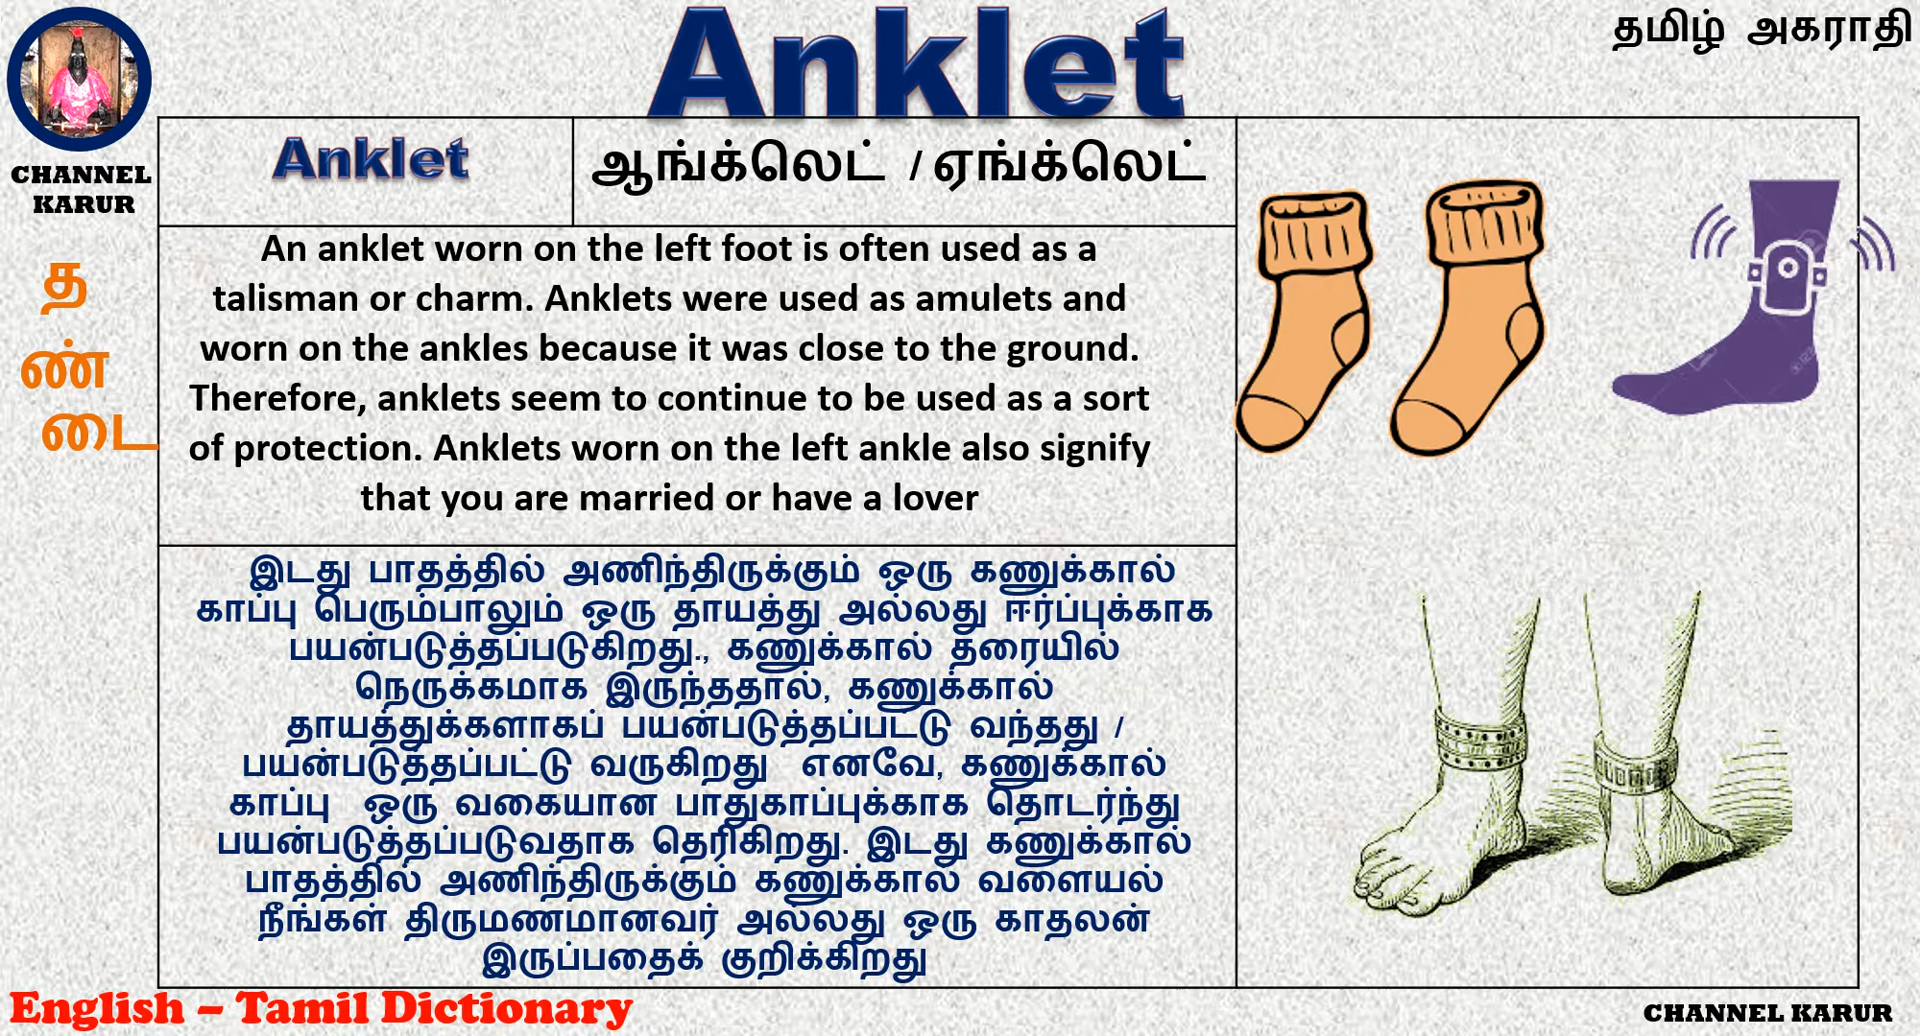 Anklet
தமிழ் அகராதி
CHANNEL
KARUR
Anklet
ஆங்க்லெட் / ஏங்க்லெட்
த
ண்
டை
An anklet worn on the left foot is often used as a
talisman or charm. Anklets were used as amulets and
worn on the ankles because it was close to the ground.
Therefore, anklets seem to continue to be used as a sort
of protection. Anklets worn on the left ankle also signify
that you are married or have a lover
இடது பாதத்தில் அணிந்திருக்கும் ஒரு கணுக்கால்
காப்பு பெரும்பாலும் ஒரு தாயத்து அல்லது ஈர்ப்புக்காக
பயன்படுத்தப்படுகிறது., கணுக்கால் தரையில்
நெருக்கமாக இருந்ததால், கணுக்கால்
தாயத்துக்களாகப் பயன்படுத்தப்பட்டு வந்தது /
பயன்படுத்தப்பட்டு வருகிறது எனவே, கணுக்கால்
காப்பு ஒரு வகையான பாதுகாப்புக்காக தொடர்ந்து
பயன்படுத்தப்படுவதாக தெரிகிறது. இடது கணுக்கால்
பாதத்தில் அணிந்திருக்கும் கணுக்கால் வளையல்
நீங்கள் திருமணமானவர் அல்லது ஒரு காதலன்
இருப்பதைக் குறிக்கிறது
English – Tamil Dictionary
CHANNEL KARUR